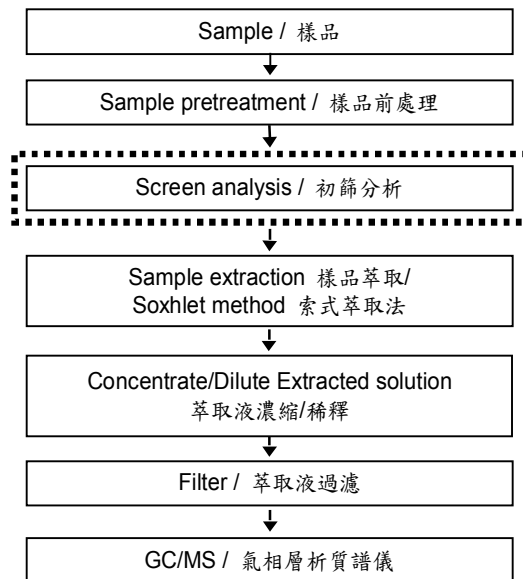 Sample / 樣品
Sample pretreatment / 樣品前處理
Screen analysis / 初篩分析
Sample extraction 樣品萃取/
Soxhlet method 索式萃取法
Concentrate/Dilute Extracted solution
萃取液濃縮/稀釋
Filter / 萃取液過濾
GC/MS / 氣相層析質譜儀